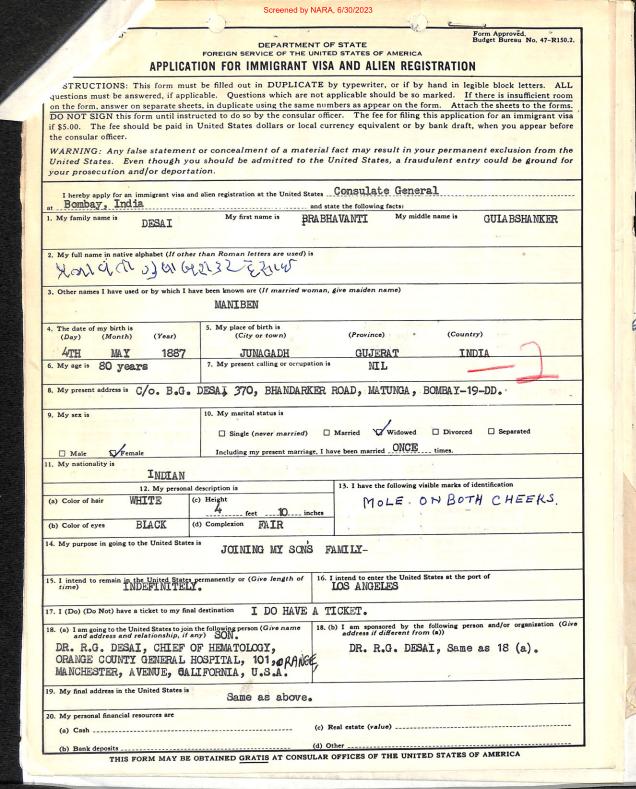 Screened by NARA, 6/30/2023
Form Approved.
Budget Bureau No. 47-R150.2.
DEPARTMENT OF STATE
FOREIGN SERVICE OF THE UNITED STATES OF AMERICA
APPLICATION FOR IMMIGRANT VISA AND ALIEN REGISTRATION
STRUCTIONS: This form must be filled out in DUPLICATE by typewriter, or if by hand in legible block letters. ALL
questions must be answered, if applicable. Questions which are not applicable should be so marked. If there is insufficient room
on the form, answer on separate sheets, in duplicate using the same numbers as appear on the form. Attach the sheets to the forms.
DO NOT SIGN this form until instructed to do so by the consular officer. The fee for filing this application for an immigrant visa
if $5.00. The fee should be paid in United States dollars or local currency equivalent or by bank draft, when you appear before
the consular officer.
WARNING: Any false statement or concealment of a material fact may result in your permanent exclusion from the
United States. Even though you should be admitted to the United States, a fraudulent entry could be ground for
your prosecution and/or deportation.
I hereby apply for an immigrant visa and alien registration at the United States Consulate General
at Bombay, India and state the following facts:
1. My family name is DESAI My first name is PRABHAVANTI My middle name is GULABSHANKER
2. My full name in native alphabet (If other than Roman letters are used) is
3. Other names I have used or by which I have been known are (If married woman, give maiden name)
MANIBEN
4. The date of my birth is
(Day) (Month) (Year)
4TH MAY 1887
5. My place of birth is
(City or town) (Province) (Country)
JUNAGADH GUJERAT INDIA
6. My age is 80 years
7. My present calling or occupation is
NIL
2
8. My present address is C/o. B.G. DESAI 370, BHANDARKER ROAD, MATUNGA, BOMBAY-19-DD.
9. My sex is
Male Female
10. My marital status is
Single (never married) Married Widowed Divorced Separated
Including my present marriage, I have been married ONCE times.
11. My nationality is
INDIAN
12. My personal description is
(a) Color of hair WHITE (c) Height
4 feet 10 inches
(b) Color of eyes BLACK (d) Complexion FAIR
13. I have the following visible marks of identification
MOLE. ON BOTH CHEEKS.
14. My purpose in going to the United States is
JOINING MY SON'S FAMILY-
15. I intend to remain in the United States permanently or (Give length of
time) INDEFINITELY.
16. I intend to enter the United States at the port of
LOS ANGELES
17. I (Do) (Do Not) have a ticket to my final destination I DO HAVE A TICKET.
18. (a) I am going to the United States to join the following person (Give name
and address and relationship, if any) SON.
DR. R.G. DESAI, CHIEF OF HEMATOLOGY,
ORANGE COUNTY GENERAL HOSPITAL, 101, ORANGE,
MANCHESTER, AVENUE, CALIFORNIA, U.S.A.
18. (b) I am sponsored by the following person and/or organization (Give
address if different from (a))
DR. R.G. DESAI, Same as 18 (a).
19. My final address in the United States is
Same as above.
20. My personal financial resources are
(a) Cash (c) Real estate (value)
(b) Bank deposits (d) Other
THIS FORM MAY BE OBTAINED GRATIS AT CONSULAR OFFICES OF THE UNITED STATES OF AMERICA